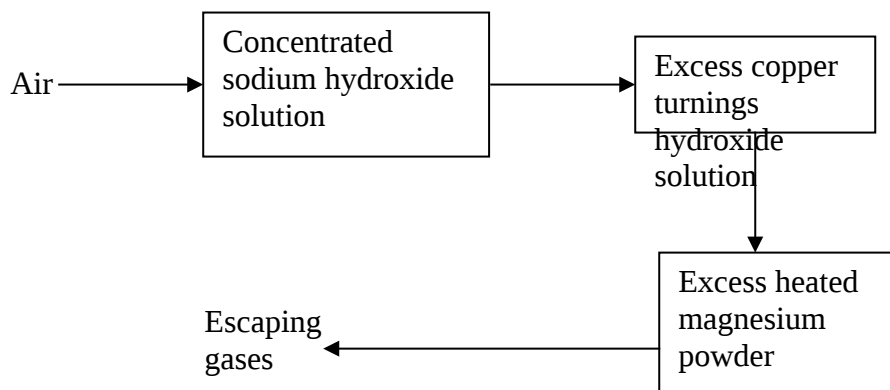 Air
Concentrated
sodium hydroxide
solution
Excess copper
turnings
hydroxide
solution
Excess heated
magnesium
powder
Escaping
gases